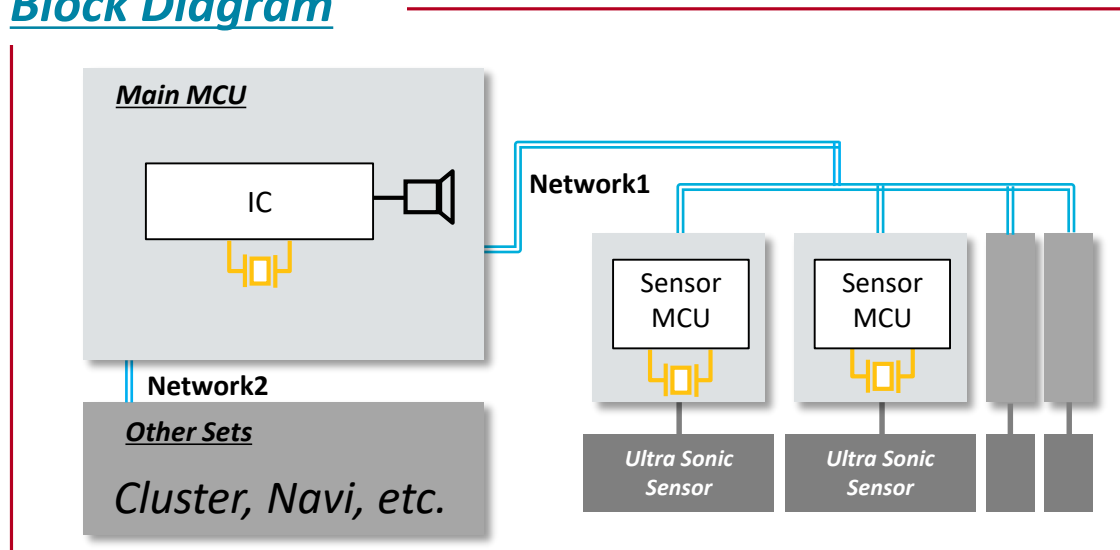 Block Diagram
Main MCU
IC
Network1
Sensor
MCU
Sensor
MCU
Network2
Other Sets
Cluster, Navi, etc.
Ultra Sonic
Sensor
Ultra Sonic
Sensor